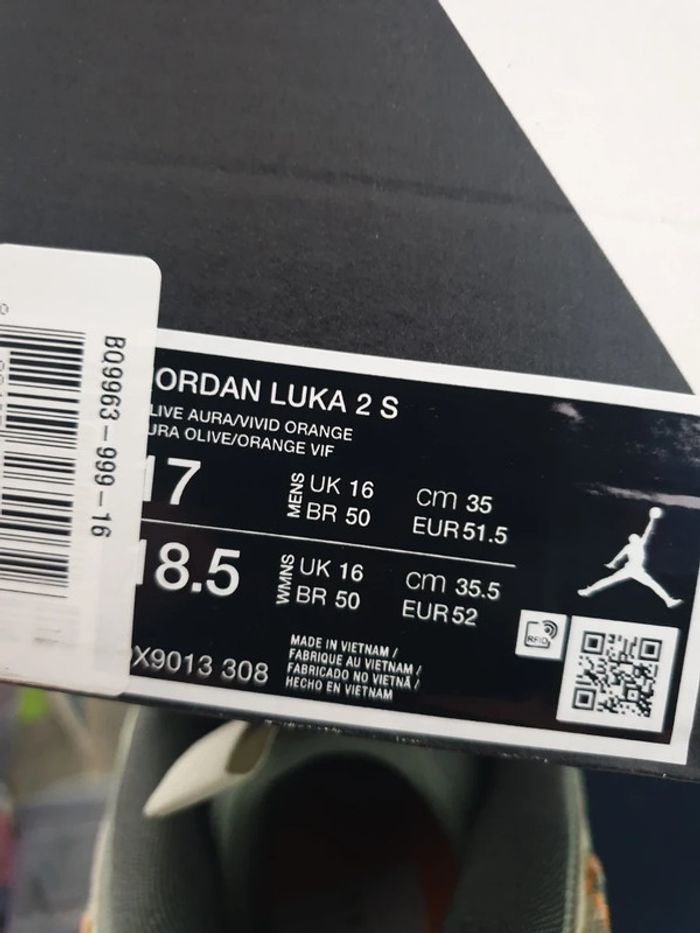 BQ9963-999-16
ORDAN LUKA 2 S
LIVE AURA/VIVID ORANGE
URA OLIVE/ORANGE VIF
17
MENS
UK 16
BR 50
cm 35
EUR 51.5
18.5
WMNS
UK 16
BR 50
cm 35.5
EUR 52
X9013 308
MADE IN VIETNAM /
FABRIQUE AU VIETNAM /
FABRICADO NO VIETNÃ /
HECHO EN VIETNAM
RFID